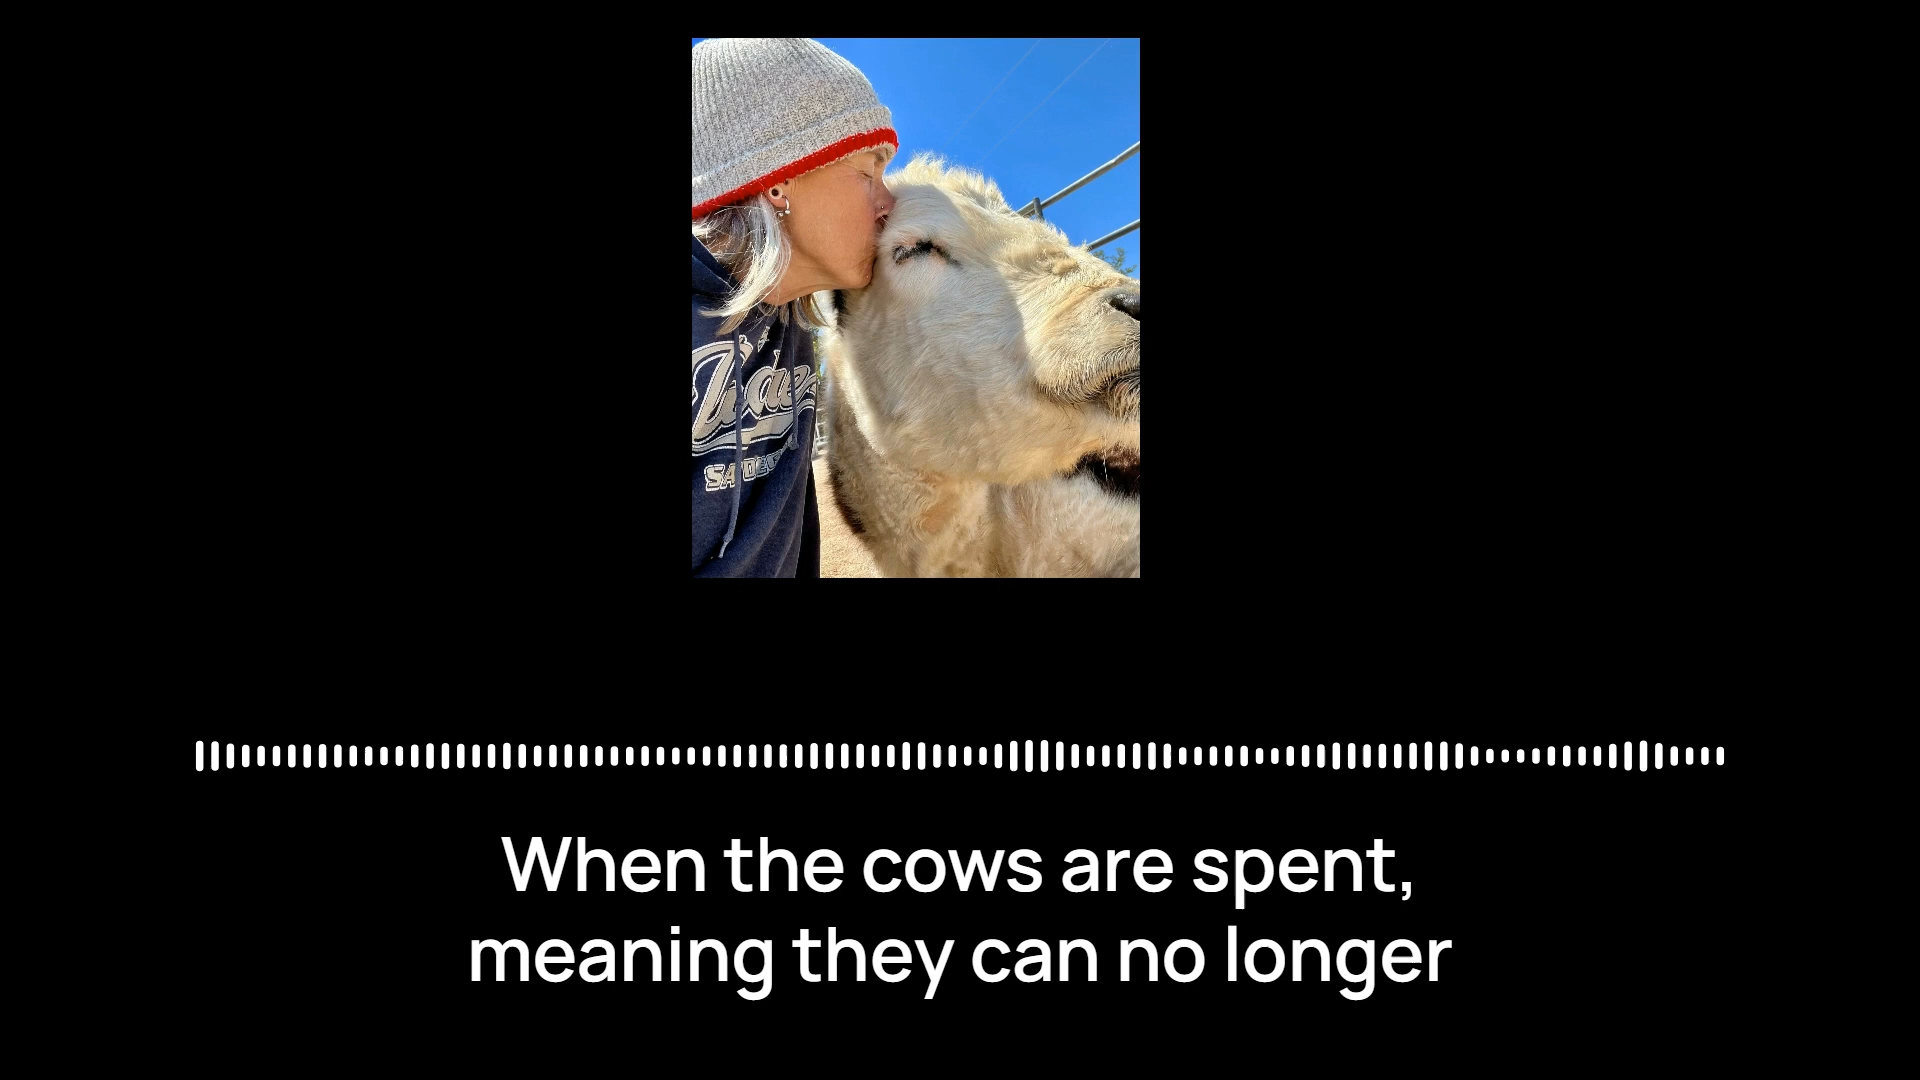 When the cows are spent,
meaning they can no longer